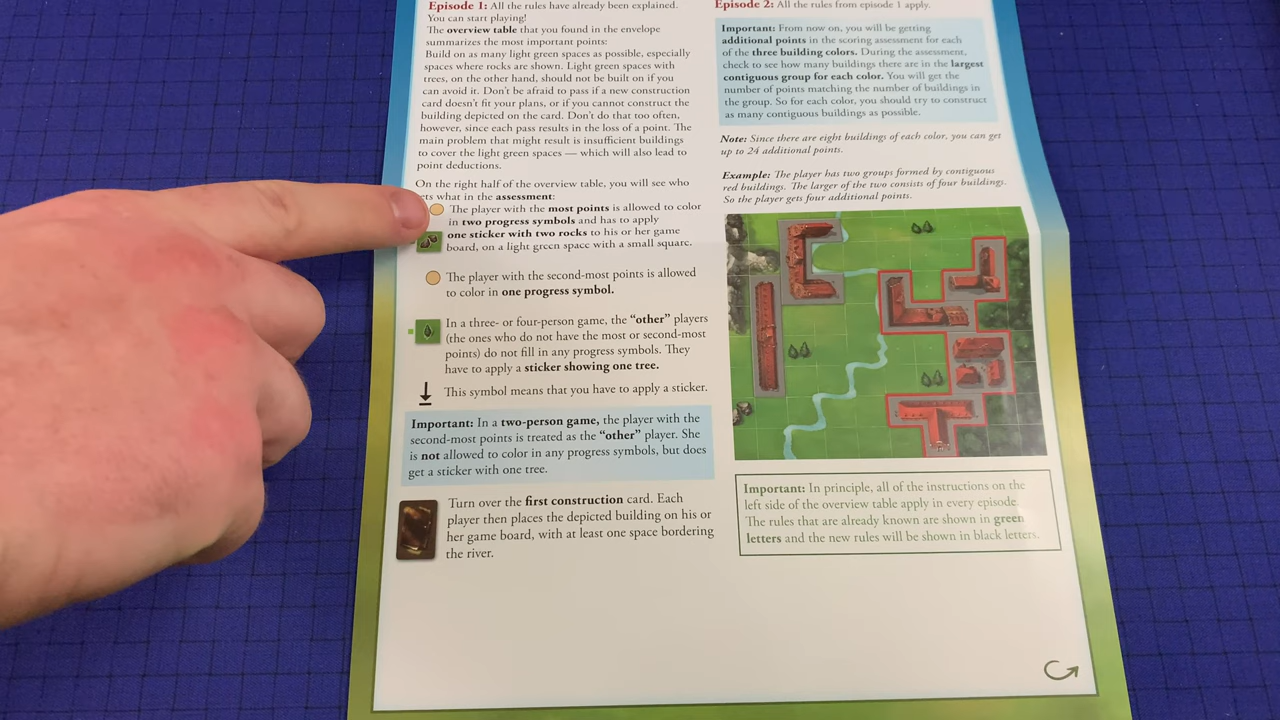 Episode 1: All the rules have already been explained.
You can start playing!
The overview table that you found in the envelope
summarizes the most important points:
Build on as many light green spaces as possible, especially
spaces where rocks are shown. Light green spaces with
trees, on the other hand, should not be built on if you
can avoid it. Don't be afraid to pass if a new construction
card doesn't fit your plans, or if you cannot construct the
building depicted on the card. Don't do that too often,
however, since each pass results in the loss of a point. The
main problem that might result is insufficient buildings
to cover the light green spaces — which will also lead to
point deductions.
On the right half of the overview table, you will see who
ets what in the assessment:
The player with the most points is allowed to color
in two progress symbols and has to apply
one sticker with two rocks to his or her game
board, on a light green space with a small square.
The player with the second-most points is allowed
to color in one progress symbol.
In a three- or four-person game, the "other" players
(the ones who do not have the most or second-most
points) do not fill in any progress symbols. They
have to apply a sticker showing one tree.
This symbol means that you have to apply a sticker.
Important: In a two-person game, the player with the
second-most points is treated as the "other" player. She
is not allowed to color in any progress symbols, but does
get a sticker with one tree.
Turn over the first construction card. Each
player then places the depicted building on his or
her game board, with at least one space bordering
the river.
Episode 2: All the rules from episode 1 apply.
Important: From now on, you will be getting
additional points in the scoring assessment for each
of the three building colors. During the assessment,
check to see how many buildings there are in the largest
contiguous group for each color. You will get the
number of points matching the number of buildings in
the group. So for each color, you should try to construct
as many contiguous buildings as possible.
Note: Since there are eight buildings of each color, you can get
up to 24 additional points.
Example: The player has two groups formed by contiguous
red buildings. The larger of the two consists of four buildings.
So the player gets four additional points.
Important: In principle, all of the instructions on the
left side of the overview table apply in every episode.
The rules that are already known are shown in green
letters and the new rules will be shown in black letters.